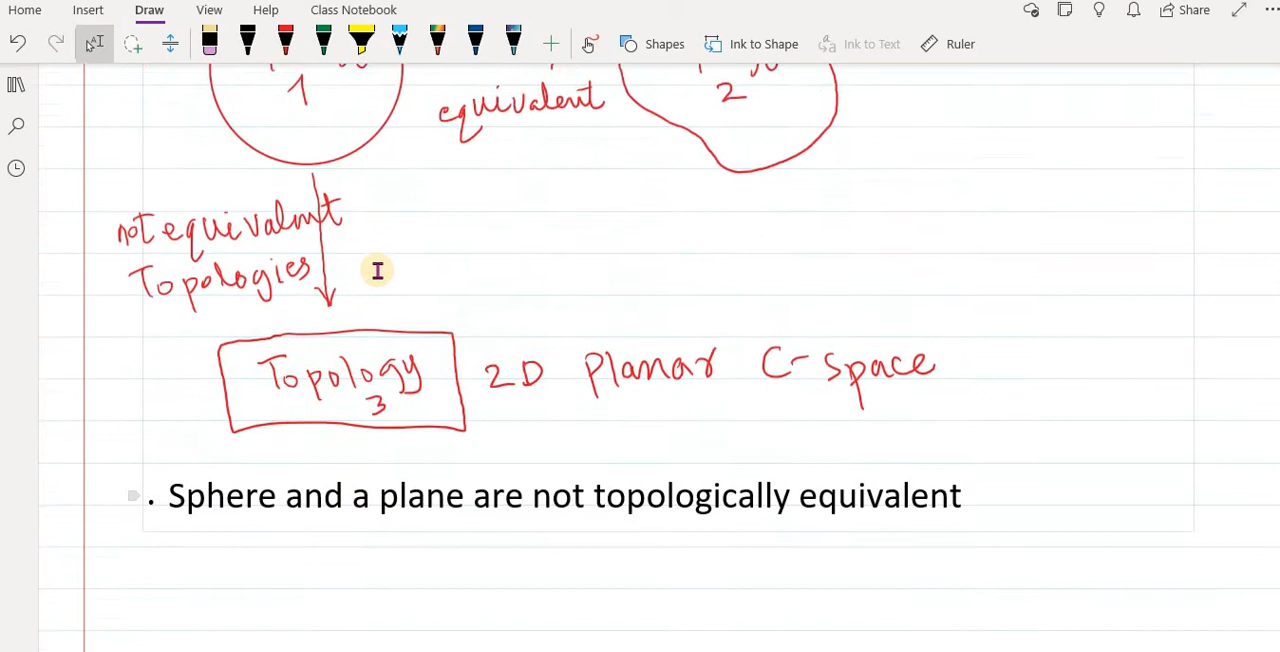 Home Insert Draw View Help Class Notebook Share
Shapes Ink to Shape Ink to Text Ruler
1 equivalent 2
not equivalent
Topologies
Topology 2D Planar C-space
3
. Sphere and a plane are not topologically equivalent